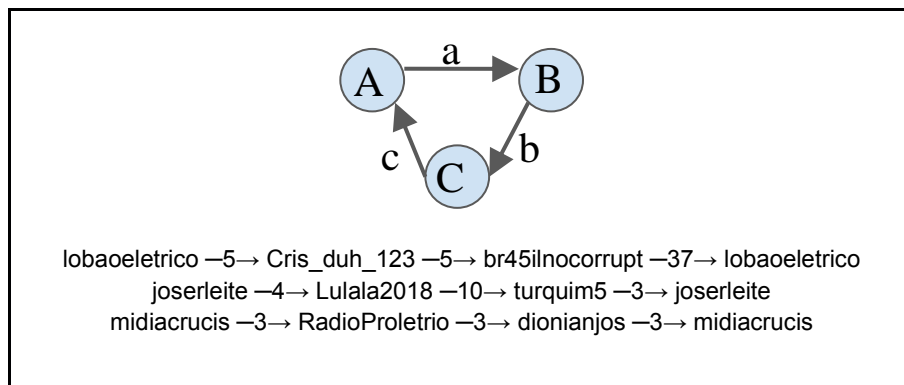 a
A
B
c
b
C
lobaoeletrico —5→ Cris_duh_123 —5→ br45ilnocorrupt —37→ lobaoeletrico
joserleite —4→ Lulala2018 —10→ turquim5 —3→ joserleite
midiacrucis —3→ RadioProletrio —3→ dionianjos —3→ midiacrucis